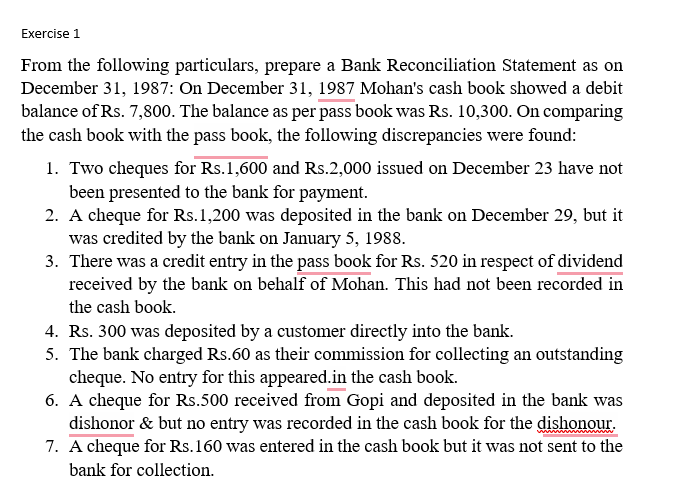 Exercise 1
From the following particulars, prepare a Bank Reconciliation Statement as on
December 31, 1987: On December 31, 1987 Mohan's cash book showed a debit
balance of Rs. 7,800. The balance as per pass book was Rs. 10,300. On comparing
the cash book with the pass book, the following discrepancies were found:
1. Two cheques for Rs.1,600 and Rs.2,000 issued on December 23 have not
been presented to the bank for payment.
2. A cheque for Rs.1,200 was deposited in the bank on December 29, but it
was credited by the bank on January 5, 1988.
3. There was a credit entry in the pass book for Rs. 520 in respect of dividend
received by the bank on behalf of Mohan. This had not been recorded in
the cash book.
4. Rs. 300 was deposited by a customer directly into the bank.
5. The bank charged Rs.60 as their commission for collecting an outstanding
cheque. No entry for this appeared.in the cash book.
6. A cheque for Rs.500 received from Gopi and deposited in the bank was
dishonor & but no entry was recorded in the cash book for the dishonour.
7. A cheque for Rs.160 was entered in the cash book but it was not sent to the
bank for collection.